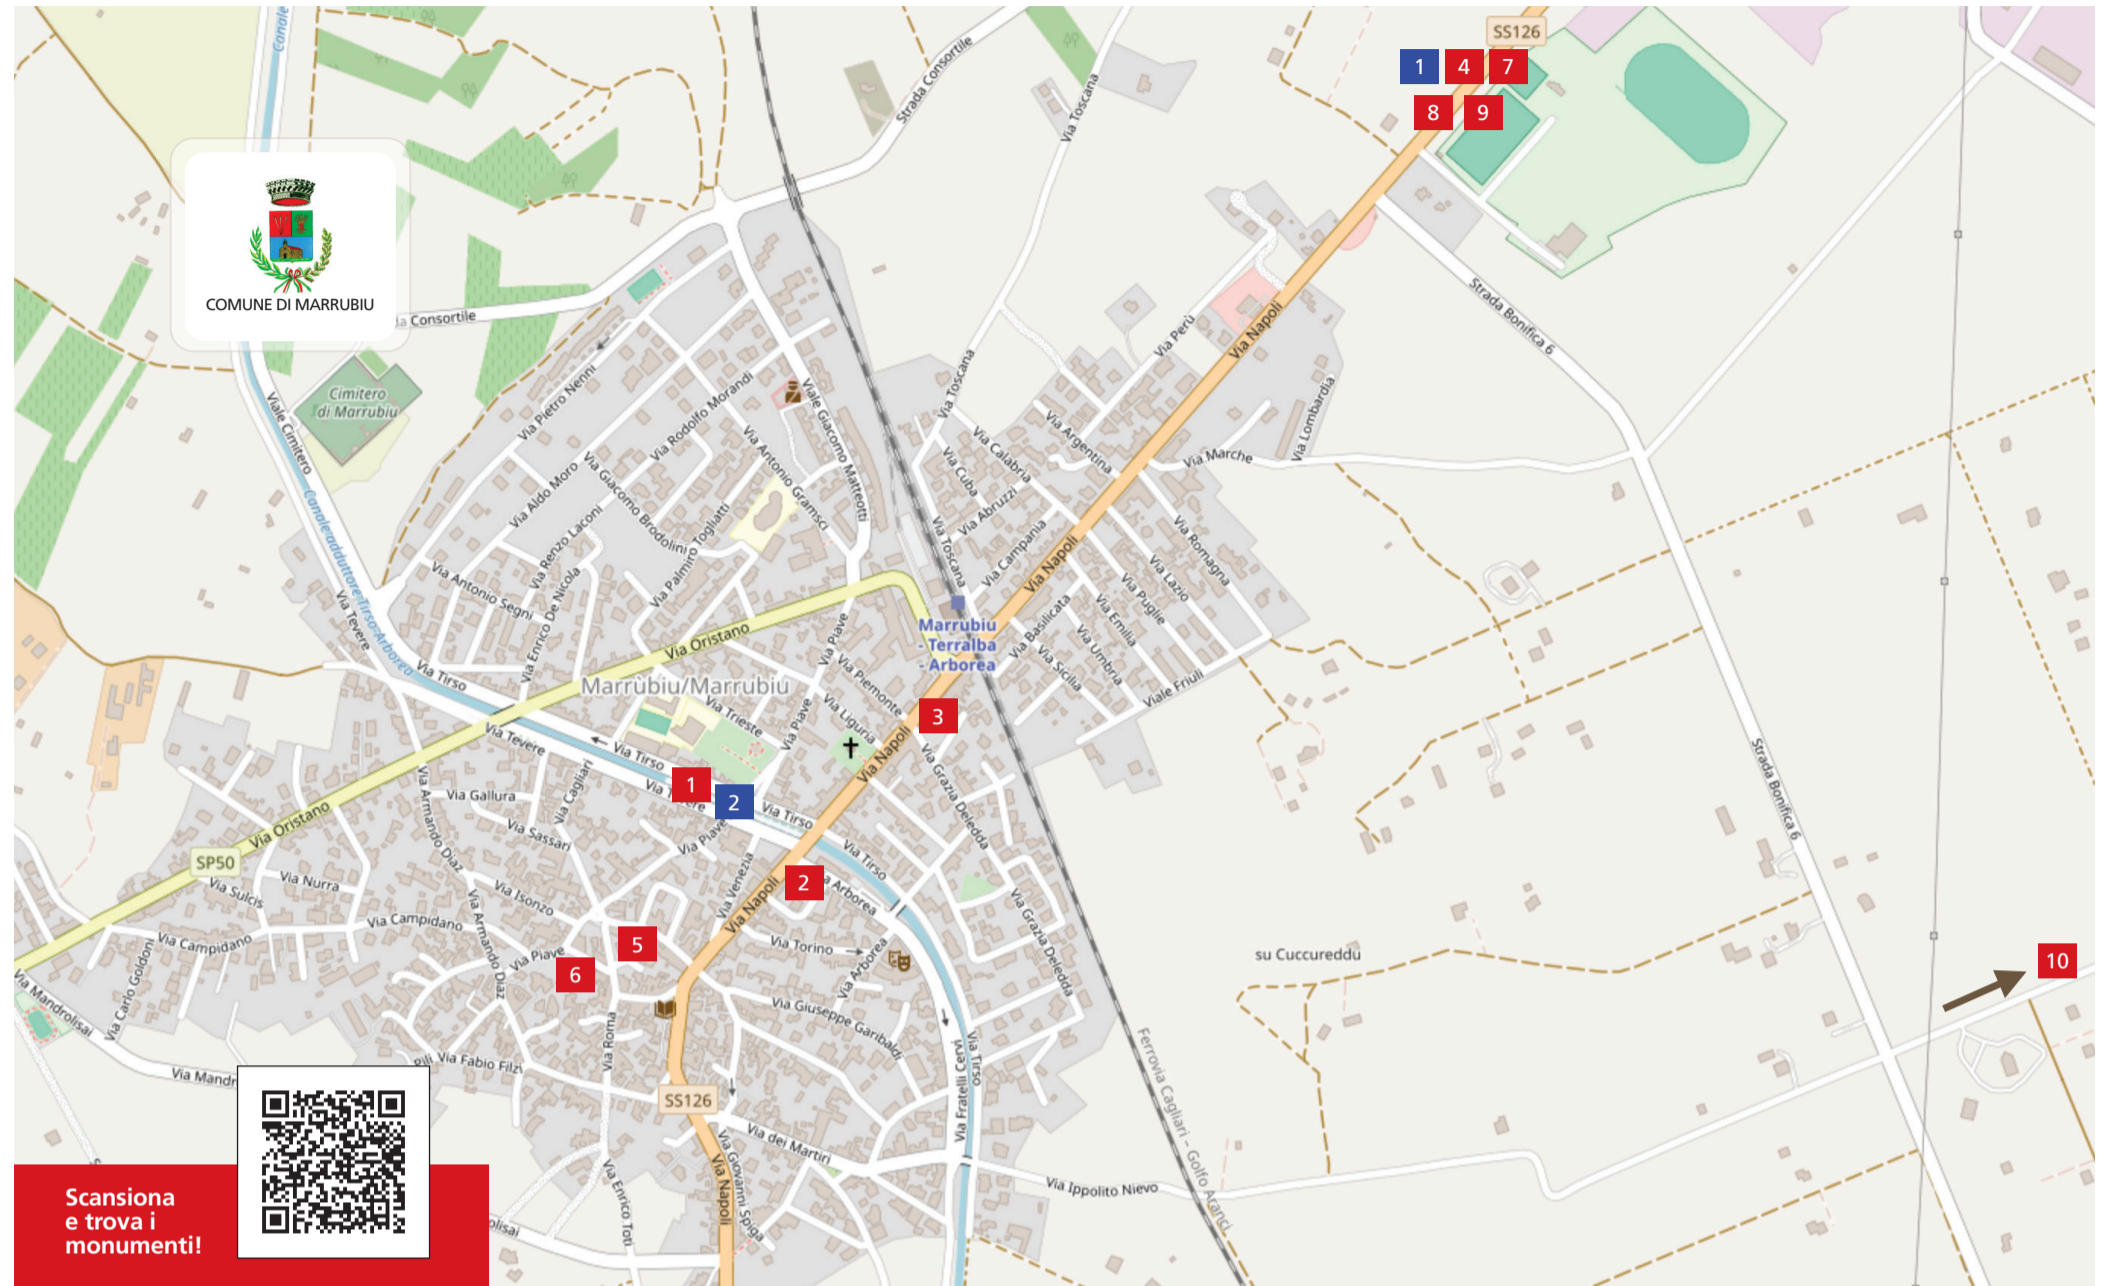 Canale
SS126
1 4 7
8 9
Strada Consortile
Via Toscana
COMUNE DI MARRUBIU
Consortile
Strada Bonifica 6
Via Perù
Via Napoli
Cimitero
di Marrubiu
Viale Cimitero
Via Pietro Nenni
Via Rodolfo Morandi
Viale Giacomo Matteotti
Via Toscana
Via Argentina
Via Lombardia
Via Calabria
Via Marche
Via Cuba
Via Abruzzi
Via Aldo Moro
Via Giacomo Brodolini
Via Antonio Gramsci
Via Renzo Laconi
Via Palmiro Togliatti
Canale adduttore Tirso-Arborea
Via Toscana
Via Campania
Via Napoli
Via Romagna
Via Lazio
Via Puglie
Via Antonio Segni
Via Enrico De Nicola
Via Tevere
Via Basilicata
Via Emilia
Via Umbria
Via Sicilia
Viale Friuli
Marrubiu
- Terralba
- Arborea
Via Oristano
Via Piave
Via Piemonte
Via Tirso
Marrùbiu/Marrubiu
Via Trieste
Via Liguria
Via Piave
3
Via Napoli
Via Tevere
Via Tirso
1
2
Via Tirso
Via Grazia Deledda
Via Gallura
Via Cagliari
Via Armando Diaz
Via Sassari
Via Piave
Via Tirso
Via Oristano
SP50
Via Venezia
2
Arborea
Via Napoli
Strada Bonifica 6
Via Sulcis
Via Nurra
Via Isonzo
Via Armando Diaz
Via Campidano
Via Campidano
Via Carlo Goldoni
5
Via Piave
6
Via Torino
Via Arborea
Via Grazia Deledda
su Cuccureddu
10
Via Mandrolisai
Via Giuseppe Garibaldi
Via Roma
Via Fabio Filzi
Via Fratelli Cervi
Via Tirso
Ferrovia Cagliari - Golfo Aranci
SS126
Via dei Martiri
Via Giovanni Spiga
Via Napoli
Via Enrico Toti
Via Ippolito Nievo
Scansiona
e trova i
monumenti!